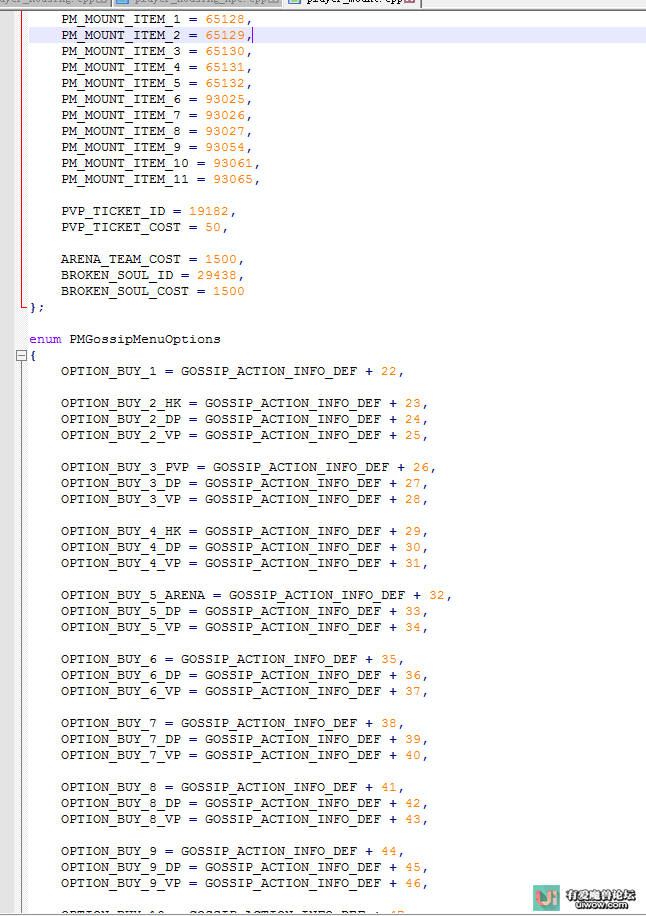 player_housing.cpp
player_housing_npc.cpp
player_mount.cpp
PM_MOUNT_ITEM_1 = 65128,
PM_MOUNT_ITEM_2 = 65129,
PM_MOUNT_ITEM_3 = 65130,
PM_MOUNT_ITEM_4 = 65131,
PM_MOUNT_ITEM_5 = 65132,
PM_MOUNT_ITEM_6 = 93025,
PM_MOUNT_ITEM_7 = 93026,
PM_MOUNT_ITEM_8 = 93027,
PM_MOUNT_ITEM_9 = 93054,
PM_MOUNT_ITEM_10 = 93061,
PM_MOUNT_ITEM_11 = 93065,
PVP_TICKET_ID = 19182,
PVP_TICKET_COST = 50,
ARENA_TEAM_COST = 1500,
BROKEN_SOUL_ID = 29438,
BROKEN_SOUL_COST = 1500
};
enum PMGossipMenuOptions
{
OPTION_BUY_1 = GOSSIP_ACTION_INFO_DEF + 22,
OPTION_BUY_2_HK = GOSSIP_ACTION_INFO_DEF + 23,
OPTION_BUY_2_DP = GOSSIP_ACTION_INFO_DEF + 24,
OPTION_BUY_2_VP = GOSSIP_ACTION_INFO_DEF + 25,
OPTION_BUY_3_PVP = GOSSIP_ACTION_INFO_DEF + 26,
OPTION_BUY_3_DP = GOSSIP_ACTION_INFO_DEF + 27,
OPTION_BUY_3_VP = GOSSIP_ACTION_INFO_DEF + 28,
OPTION_BUY_4_HK = GOSSIP_ACTION_INFO_DEF + 29,
OPTION_BUY_4_DP = GOSSIP_ACTION_INFO_DEF + 30,
OPTION_BUY_4_VP = GOSSIP_ACTION_INFO_DEF + 31,
OPTION_BUY_5_ARENA = GOSSIP_ACTION_INFO_DEF + 32,
OPTION_BUY_5_DP = GOSSIP_ACTION_INFO_DEF + 33,
OPTION_BUY_5_VP = GOSSIP_ACTION_INFO_DEF + 34,
OPTION_BUY_6 = GOSSIP_ACTION_INFO_DEF + 35,
OPTION_BUY_6_DP = GOSSIP_ACTION_INFO_DEF + 36,
OPTION_BUY_6_VP = GOSSIP_ACTION_INFO_DEF + 37,
OPTION_BUY_7 = GOSSIP_ACTION_INFO_DEF + 38,
OPTION_BUY_7_DP = GOSSIP_ACTION_INFO_DEF + 39,
OPTION_BUY_7_VP = GOSSIP_ACTION_INFO_DEF + 40,
OPTION_BUY_8 = GOSSIP_ACTION_INFO_DEF + 41,
OPTION_BUY_8_DP = GOSSIP_ACTION_INFO_DEF + 42,
OPTION_BUY_8_VP = GOSSIP_ACTION_INFO_DEF + 43,
OPTION_BUY_9 = GOSSIP_ACTION_INFO_DEF + 44,
OPTION_BUY_9_DP = GOSSIP_ACTION_INFO_DEF + 45,
OPTION_BUY_9_VP = GOSSIP_ACTION_INFO_DEF + 46,
有爱魔兽论坛
uiwow.com